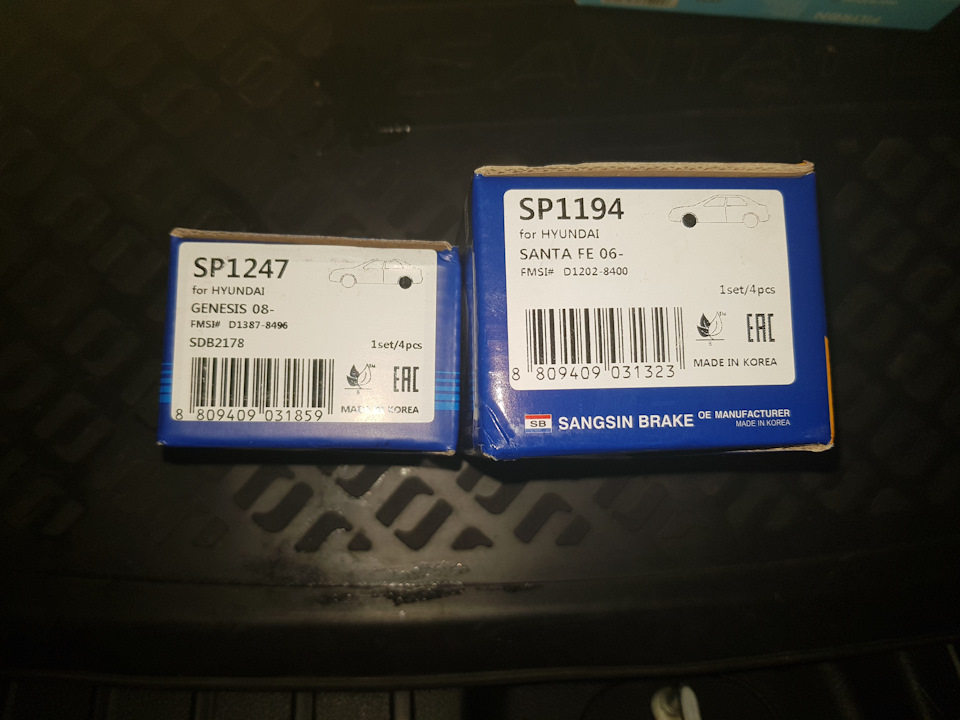 SP1247
for HYUNDAI
GENESIS 08-
FMSI# D1387-8496
SDB2178
1set/4pcs
EAC
MADE IN KOREA
8 809409 031859
SP1194
for HYUNDAI
SANTA FE 06-
FMSI# D1202-8400
1set/4pcs
EAC
MADE IN KOREA
8 809409 031323
SB SANGSIN BRAKE OE MANUFACTURER
MADE IN KOREA
SANTA